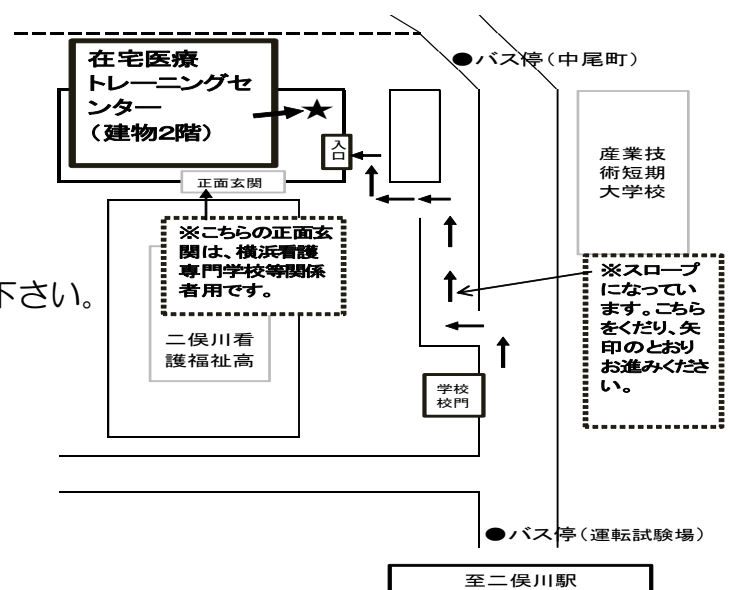 在宅医療
トレーニングセ
ンター
(建物2階)
★
●バス停(中尾町)
入口
産業技
術短期
大学校
正面玄関
※こちらの正面玄
関は、横浜看護
専門学校等関係
者用です。
下さい。
※スロープ
になってい
ます。こちら
をくだり、矢
印のとおり
お進みくださ
い。
二俣川看
護福祉高
学校
校門
●バス停(運転試験場)
至二俣川駅